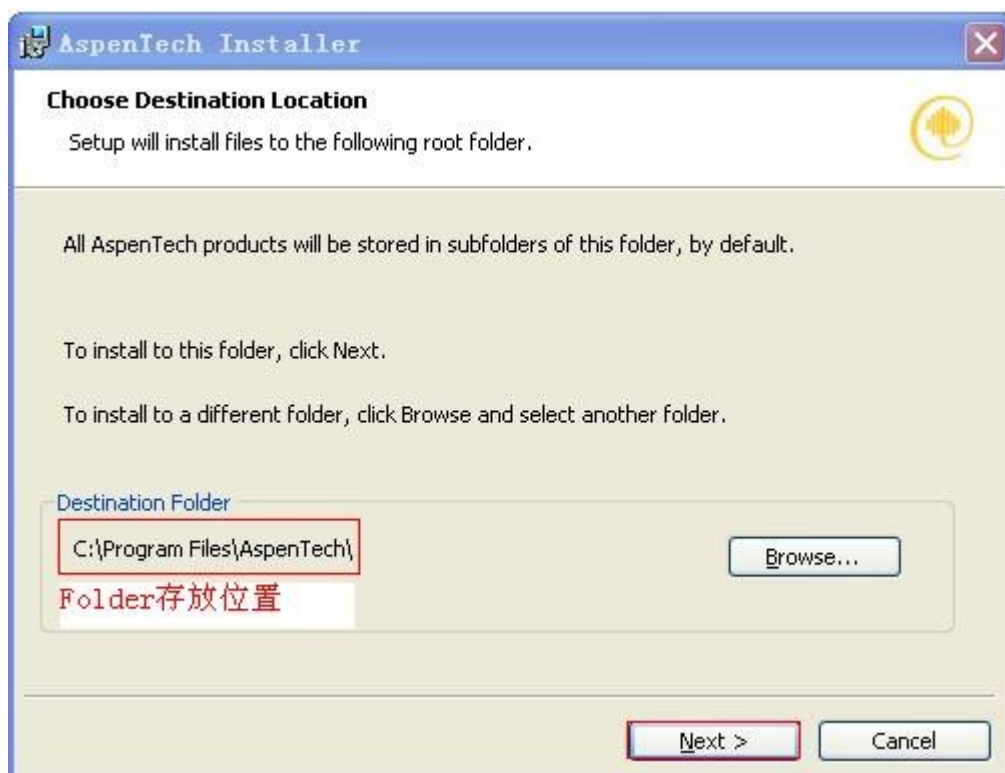 AspenTech Installer
Choose Destination Location
Setup will install files to the following root folder.
All AspenTech products will be stored in subfolders of this folder, by default.
To install to this folder, click Next.
To install to a different folder, click Browse and select another folder.
Destination Folder
C:\Program Files\AspenTech\
Browse...
Folder存放位置
Next >
Cancel